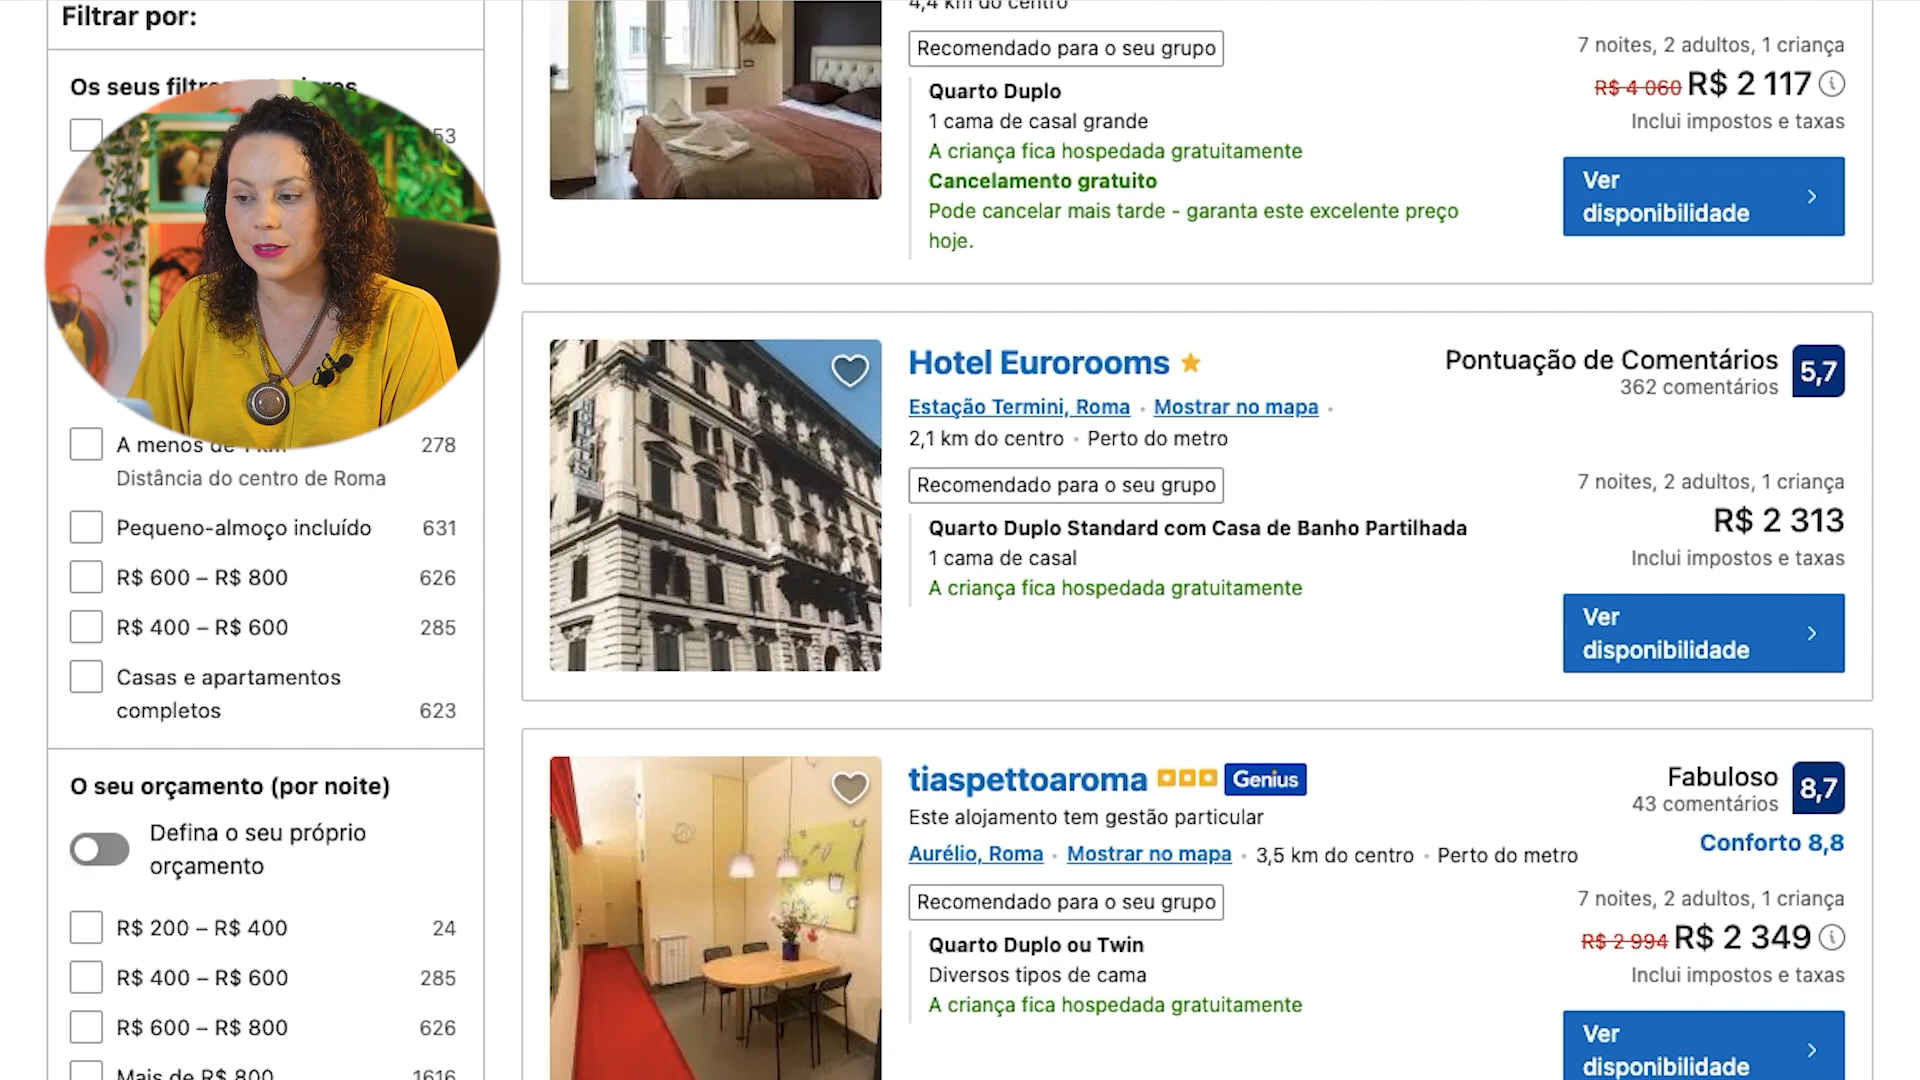 Filtrar por:
Os seus
53
A menos de
278
Distância do centro de Roma
Pequeno-almoço incluído
631
R$ 600 – R$ 800
626
R$ 400 – R$ 600
285
Casas e apartamentos
completos
623
O seu orçamento (por noite)
Defina o seu próprio
orçamento
R$ 200 – R$ 400
24
R$ 400 – R$ 600
285
R$ 600 – R$ 800
626
Mais de R$ 800
1616
4,4 km do centro
Recomendado para o seu grupo
Quarto Duplo
1 cama de casal grande
A criança fica hospedada gratuitamente
Cancelamento gratuito
Pode cancelar mais tarde - garanta este excelente preço
hoje.
7 noites, 2 adultos, 1 criança
R$ 4 060 R$ 2 117
Inclui impostos e taxas
Ver
disponibilidade
Hotel Eurorooms
Estação Termini, Roma · Mostrar no mapa ·
2,1 km do centro · Perto do metro
Pontuação de Comentários
362 comentários
5,7
Recomendado para o seu grupo
Quarto Duplo Standard com Casa de Banho Partilhada
1 cama de casal
A criança fica hospedada gratuitamente
7 noites, 2 adultos, 1 criança
R$ 2 313
Inclui impostos e taxas
Ver
disponibilidade
tiaspettoaroma
Genius
Este alojamento tem gestão particular
Aurélio, Roma · Mostrar no mapa · 3,5 km do centro · Perto do metro
Fabuloso
43 comentários
8,7
Conforto 8,8
Recomendado para o seu grupo
Quarto Duplo ou Twin
Diversos tipos de cama
A criança fica hospedada gratuitamente
7 noites, 2 adultos, 1 criança
R$ 2 994 R$ 2 349
Inclui impostos e taxas
Ver
disponibilidade